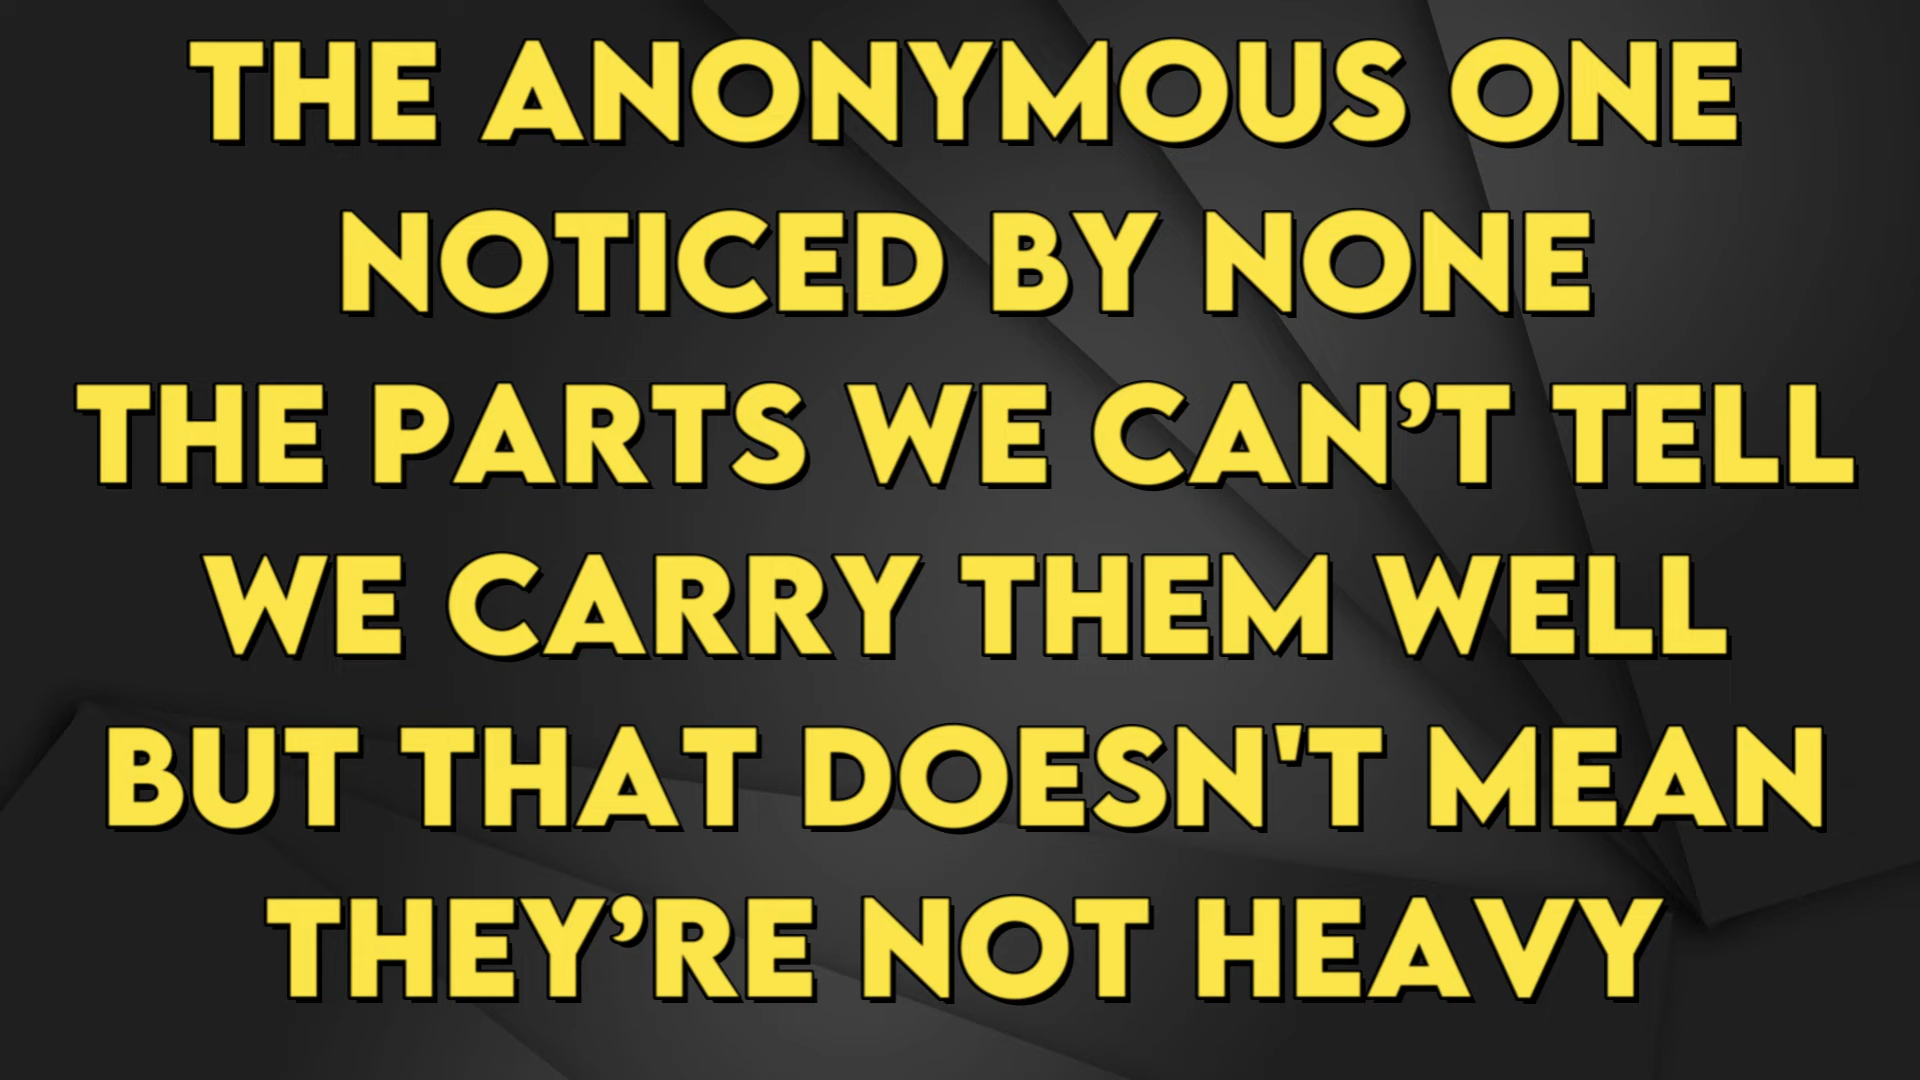 THE ANONYMOUS ONE
NOTICED BY NONE
THE PARTS WE CAN’T TELL
WE CARRY THEM WELL
BUT THAT DOESN'T MEAN
THEY’RE NOT HEAVY